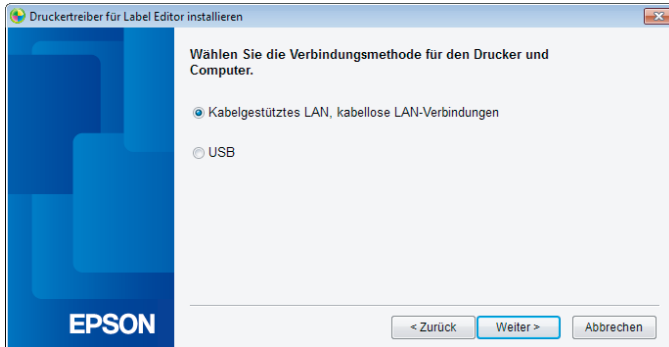 Druckertreiber für Label Editor installieren
Wählen Sie die Verbindungsmethode für den Drucker und
Computer.
Kabelgestütztes LAN, kabellose LAN-Verbindungen
USB
EPSON
< Zurück
Weiter >
Abbrechen